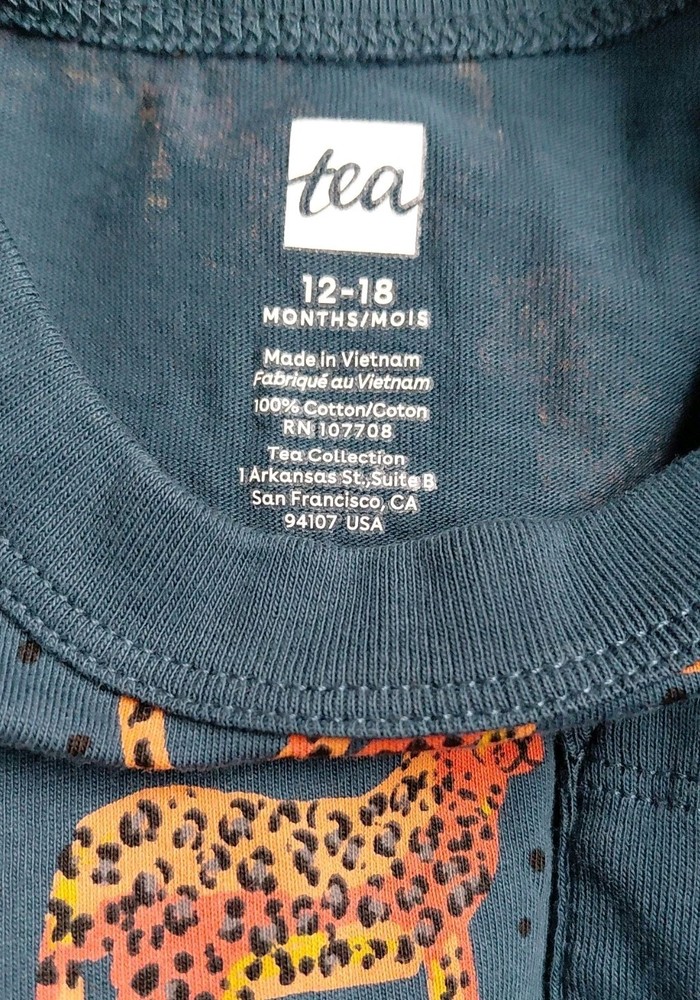 tea
12-18
MONTHS/MOIS
Made in Vietnam
Fabriqué au Vietnam
100% Cotton/Coton
RN 107708
Tea Collection
1 Arkansas St.,Suite B
San Francisco, CA
94107 USA